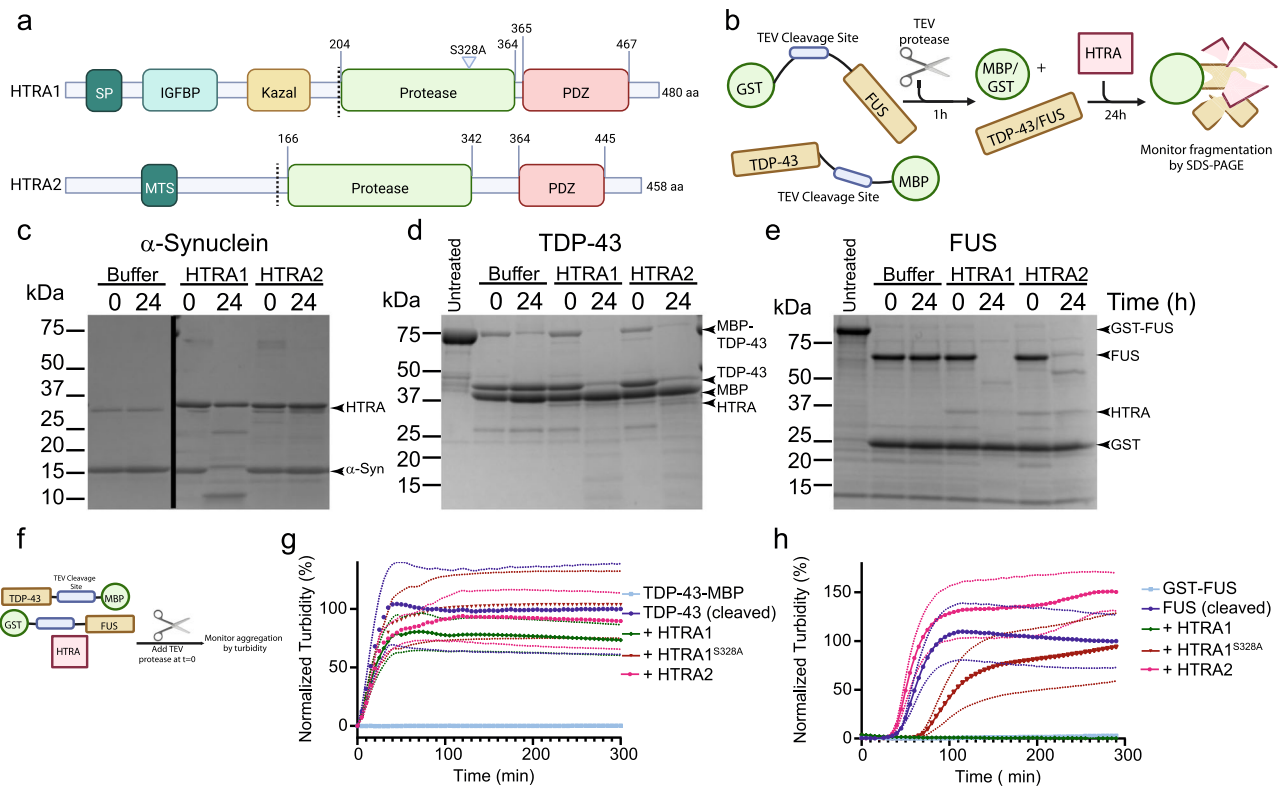 a
HTRA1
SP
IGFBP
Kazal
204
S328A
Protease
364
365
PDZ
467
480 aa
HTRA2
MTS
166
Protease
342
364
PDZ
445
458 aa
b
TEV Cleavage Site
GST
FUS
TEV
protease
1h
MBP/
GST
+
TDP-43/FUS
HTRA
24h
Monitor fragmentation
by SDS-PAGE
TDP-43
TEV Cleavage Site
MBP
c
α-Synuclein
Buffer HTRA1 HTRA2
kDa 0 24 0 24 0 24
75
50
37
25
20
15
10
HTRA
α-Syn
d
TDP-43
Untreated
Buffer HTRA1 HTRA2
kDa 0 24 0 24 0 24
75
50
37
25
20
15
MBP-
TDP-43
TDP-43
MBP
HTRA
e
FUS
Untreated
Buffer HTRA1 HTRA2
kDa 0 24 0 24 0 24 Time (h)
75
50
37
25
20
15
GST-FUS
FUS
HTRA
GST
f
TDP-43
TEV Cleavage
Site
MBP
GST
FUS
HTRA
Add TEV
protease at t=0
Monitor aggregation
by turbidity
g
Normalized Turbidity (%)
100
50
0
0 100 200 300
Time (min)
TDP-43-MBP
TDP-43 (cleaved)
+ HTRA1
+ HTRA1S328A
+ HTRA2
h
Normalized Turbidity (%)
150
100
50
0
0 100 200 300
Time ( min)
GST-FUS
FUS (cleaved)
+ HTRA1
+ HTRA1S328A
+ HTRA2